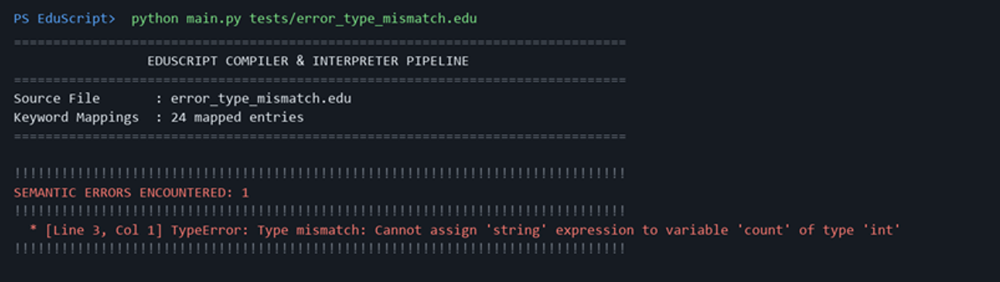 PS EduScript>  python main.py tests/error_type_mismatch.edu
==============================================================================
                 EDUSCRIPT COMPILER & INTERPRETER PIPELINE
==============================================================================
Source File       : error_type_mismatch.edu
Keyword Mappings  : 24 mapped entries
==============================================================================
!!!!!!!!!!!!!!!!!!!!!!!!!!!!!!!!!!!!!!!!!!!!!!!!!!!!!!!!!!!!!!!!!!!!!!!!!!!!!!
SEMANTIC ERRORS ENCOUNTERED: 1
!!!!!!!!!!!!!!!!!!!!!!!!!!!!!!!!!!!!!!!!!!!!!!!!!!!!!!!!!!!!!!!!!!!!!!!!!!!!!!
  * [Line 3, Col 1] TypeError: Type mismatch: Cannot assign 'string' expression to variable 'count' of type 'int'
!!!!!!!!!!!!!!!!!!!!!!!!!!!!!!!!!!!!!!!!!!!!!!!!!!!!!!!!!!!!!!!!!!!!!!!!!!!!!!